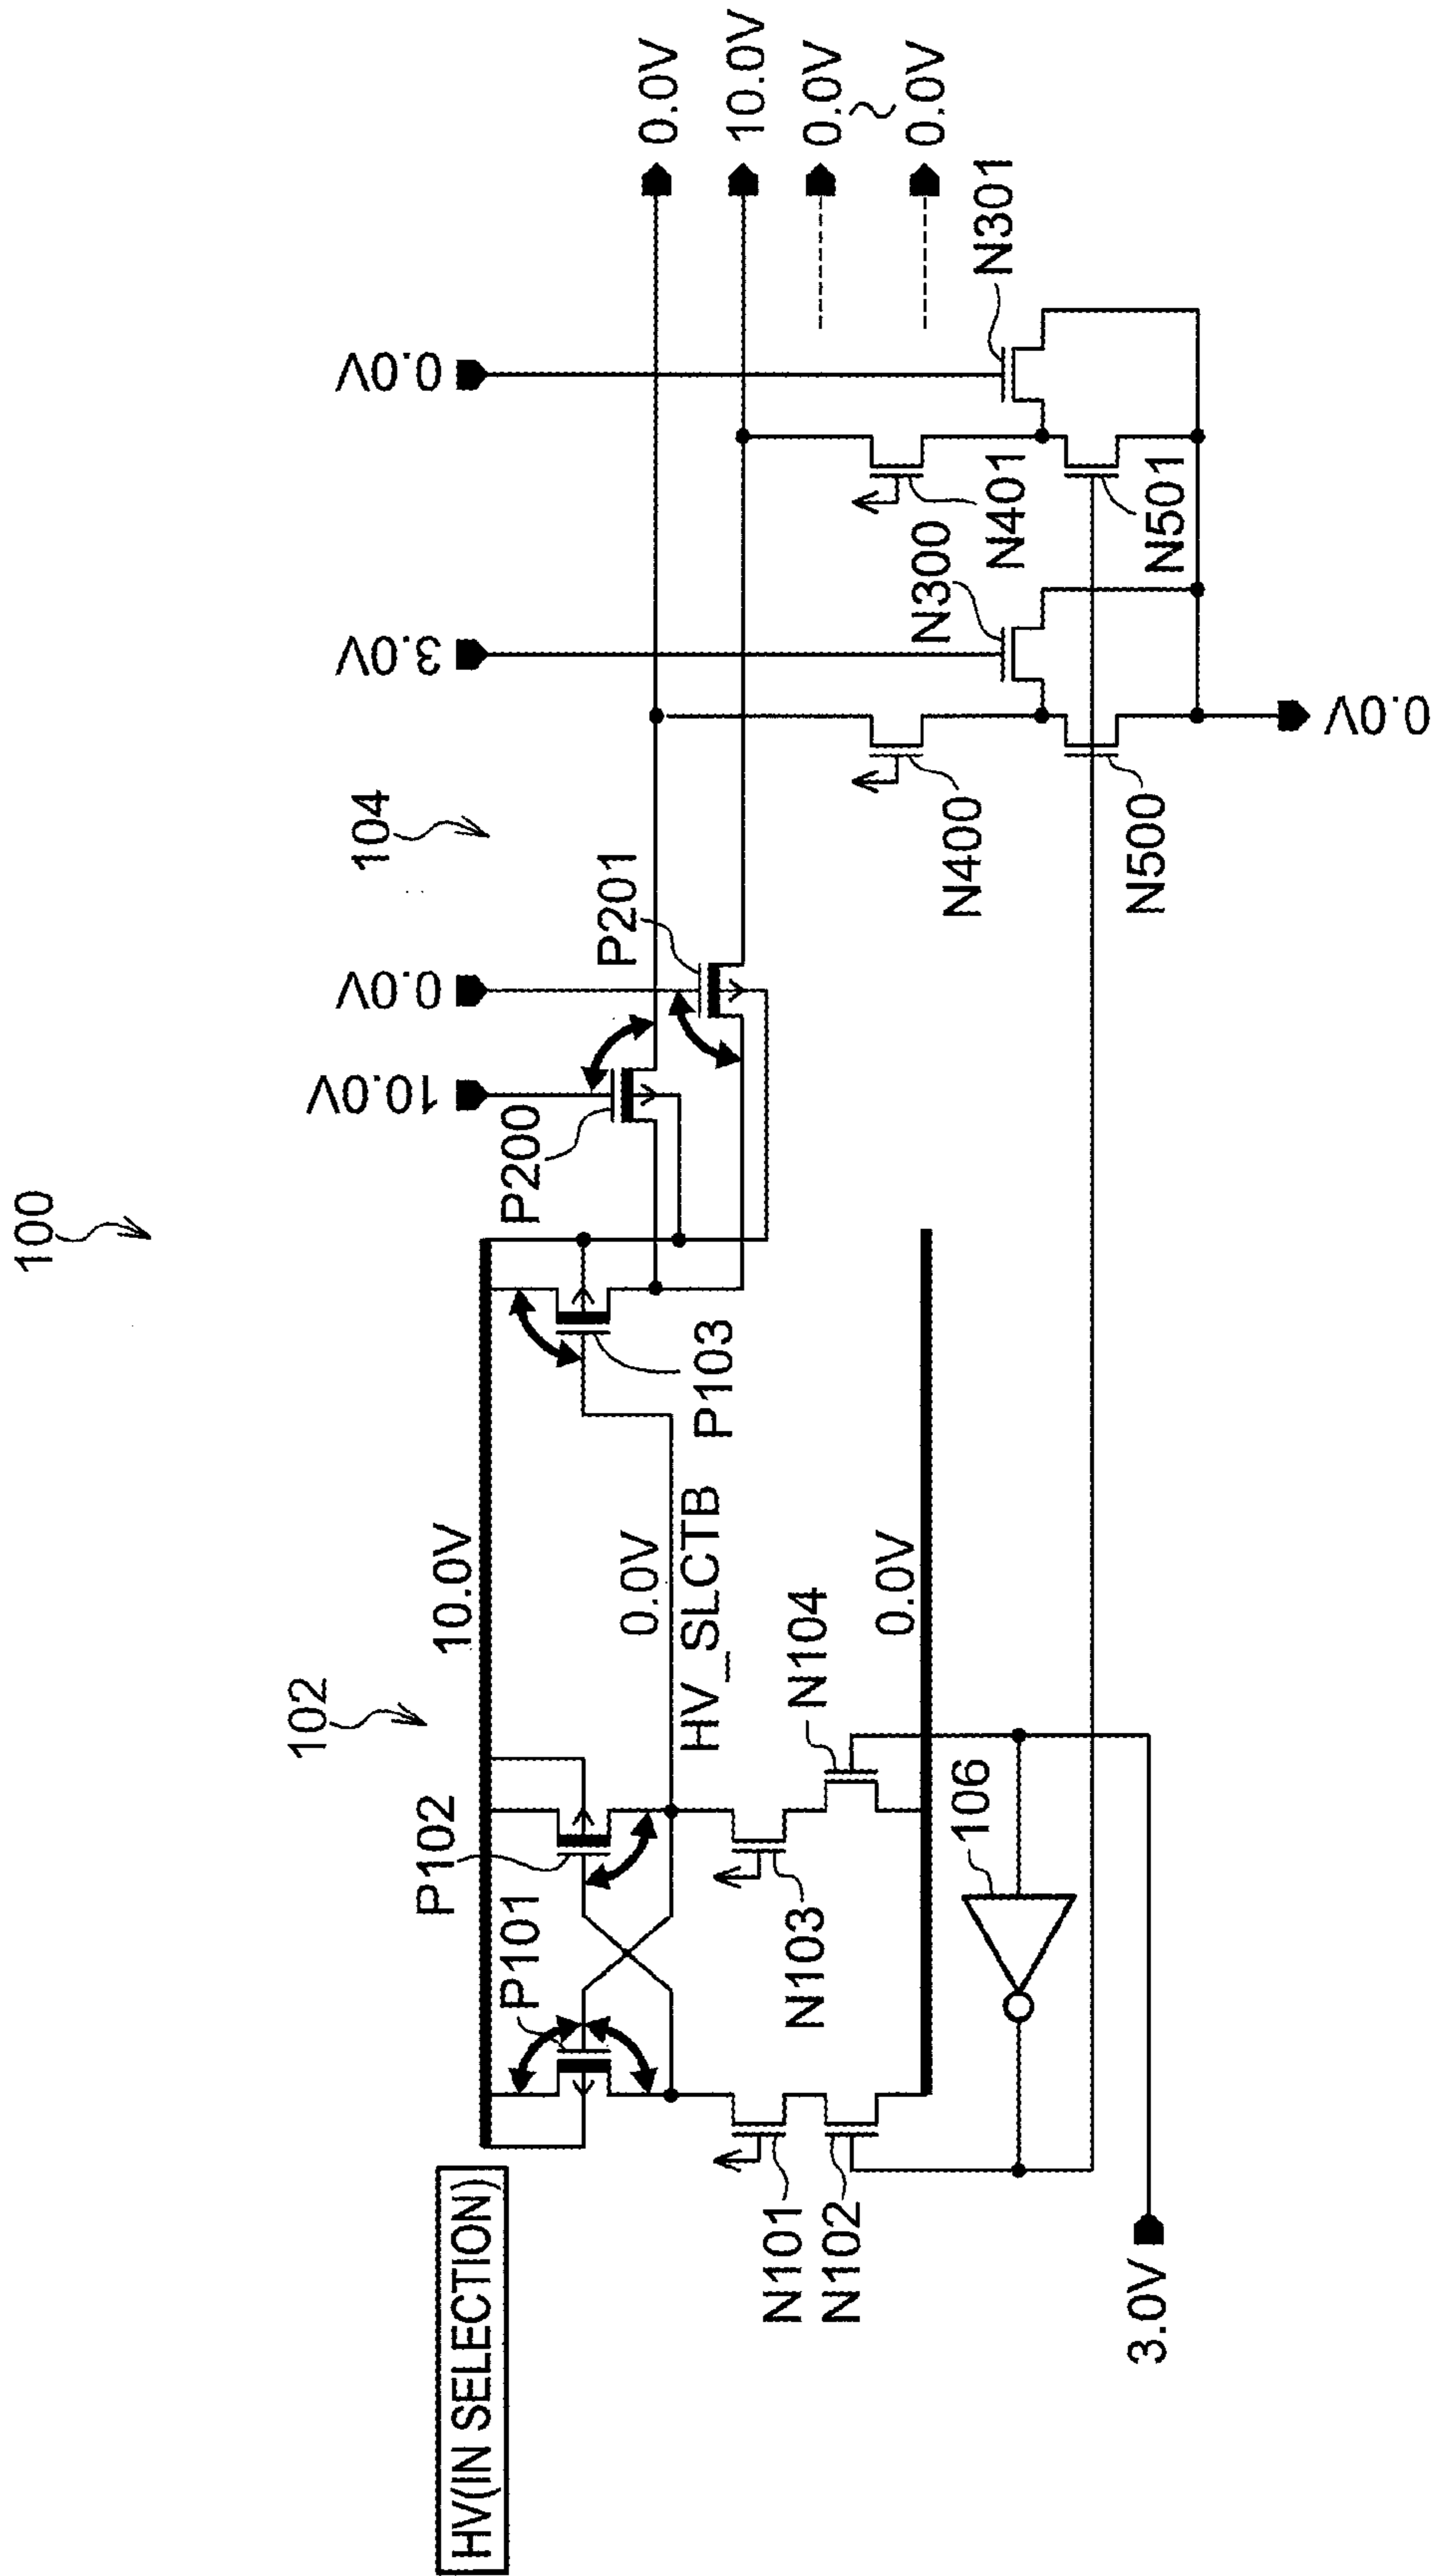 100
HV(IN SELECTION)
102
104
10.0V
P101
P102
0.0V
HV_SLCTB
P103
N101
N102
N103
N104
0.0V
106
3.0V
10.0V
P200
0.0V
P201
3.0V
N300
0.0V
N301
N400
N401
N500
N501
0.0V
0.0V
10.0V
0.0V
~
0.0V